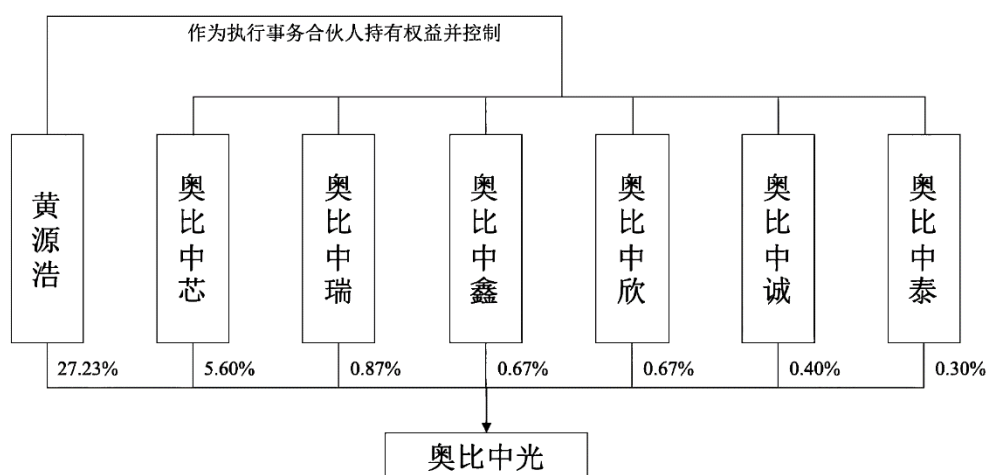 作为执行事务合伙人持有权益并控制
黄源浩
奥比中芯
奥比中瑞
奥比中鑫
奥比中欣
奥比中诚
奥比中泰
27.23%
5.60%
0.87%
0.67%
0.67%
0.40%
0.30%
奥比中光